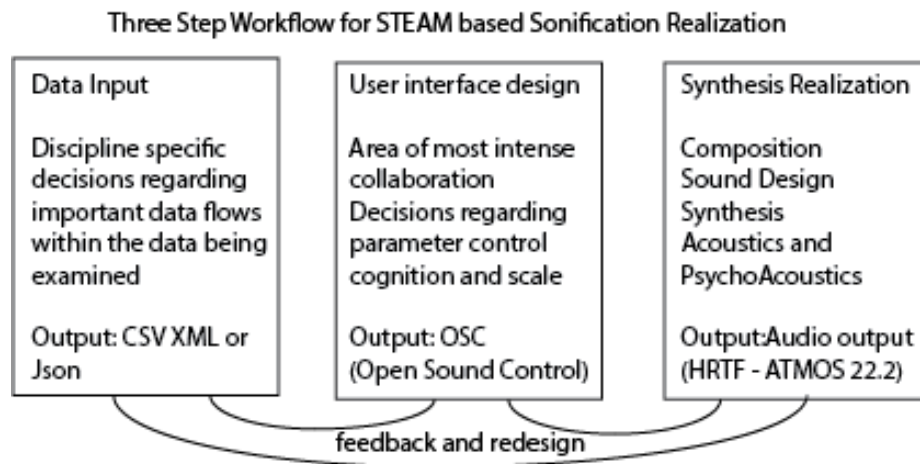 Three Step Workflow for STEAM based Sonification Realization
Data Input
Discipline specific
decisions regarding
important data flows
within the data being
examined
Output: CSV XML or
Json
User interface design
Area of most intense
collaboration
Decisions regarding
parameter control
cognition and scale
Output: OSC
(Open Sound Control)
Synthesis Realization
Composition
Sound Design
Synthesis
Acoustics and
PsychoAcoustics
Output:Audio output
(HRTF - ATMOS 22.2)
feedback and redesign